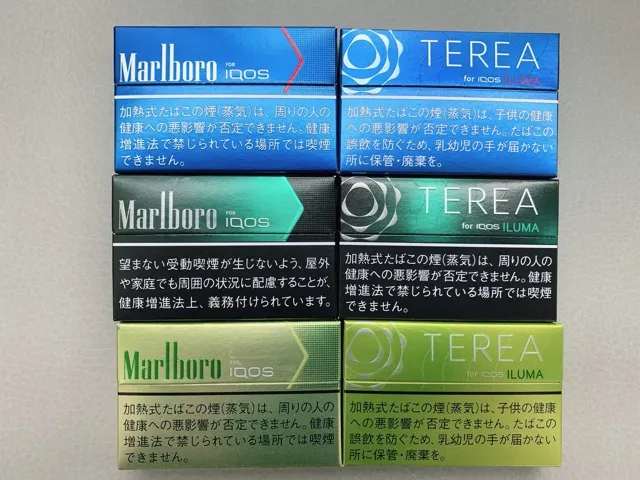 Marlboro FOR IQOS
加熱式たばこの煙(蒸気)は、周りの人の
健康への悪影響が否定できません。健康
増進法で禁じられている場所では喫煙
できません。
TEREA
for IQOS ILUMA
加熱式たばこの煙(蒸気)は、子供の健康
への悪影響が否定できません。たばこの
誤飲を防ぐため、乳幼児の手が届かない
所に保管・廃棄を。
Marlboro FOR IQOS
望まない受動喫煙が生じないよう、屋外
や家庭でも周囲の状況に配慮することが、
健康増進法上、義務付けられています。
TEREA
for IQOS ILUMA
加熱式たばこの煙(蒸気)は、周りの人の
健康への悪影響が否定できません。健康
増進法で禁じられている場所では喫煙
できません。
Marlboro FOR IQOS
加熱式たばこの煙(蒸気)は、周りの人の
健康への悪影響が否定できません。健康
増進法で禁じられている場所では喫煙
できません。
TEREA
for IQOS ILUMA
加熱式たばこの煙(蒸気)は、子供の健康
への悪影響が否定できません。たばこの
誤飲を防ぐため、乳幼児の手が届かない
所に保管・廃棄を。